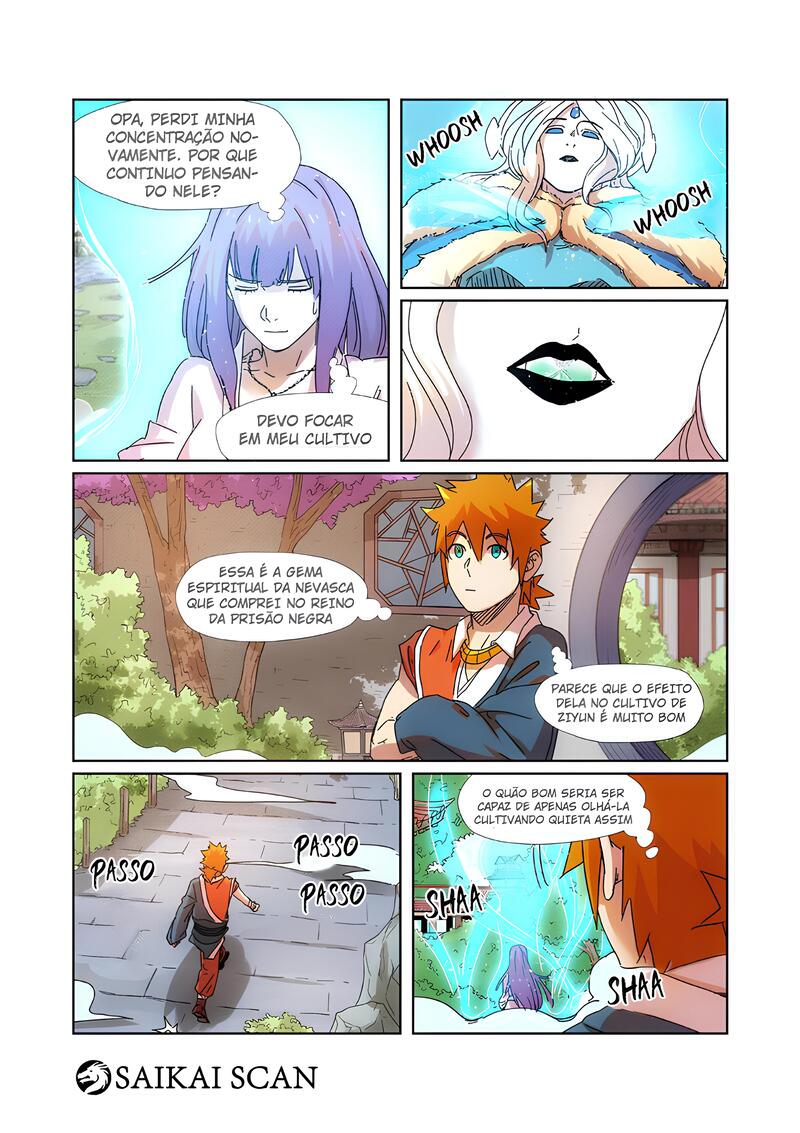 OPA, PERDI MINHA
CONCENTRAÇÃO NO-
VAMENTE. POR QUE
CONTINUO PENSAN-
DO NELE?
DEVO FOCAR
EM MEU CULTIVO
WHOOSH
WHOOSH
ESSA É A GEMA
ESPIRITUAL DA NEVASCA
QUE COMPREI NO REINO
DA PRISÃO NEGRA
PARECE QUE O EFEITO
DELA NO CULTIVO DE
ZIYUN É MUITO BOM
PASSO
PASSO
PASSO
O QUÃO BOM SERIA SER
CAPAZ DE APENAS OLHÁ-LA
CULTIVANDO QUIETA ASSIM
SHAA
SHAA
SAIKAI SCAN